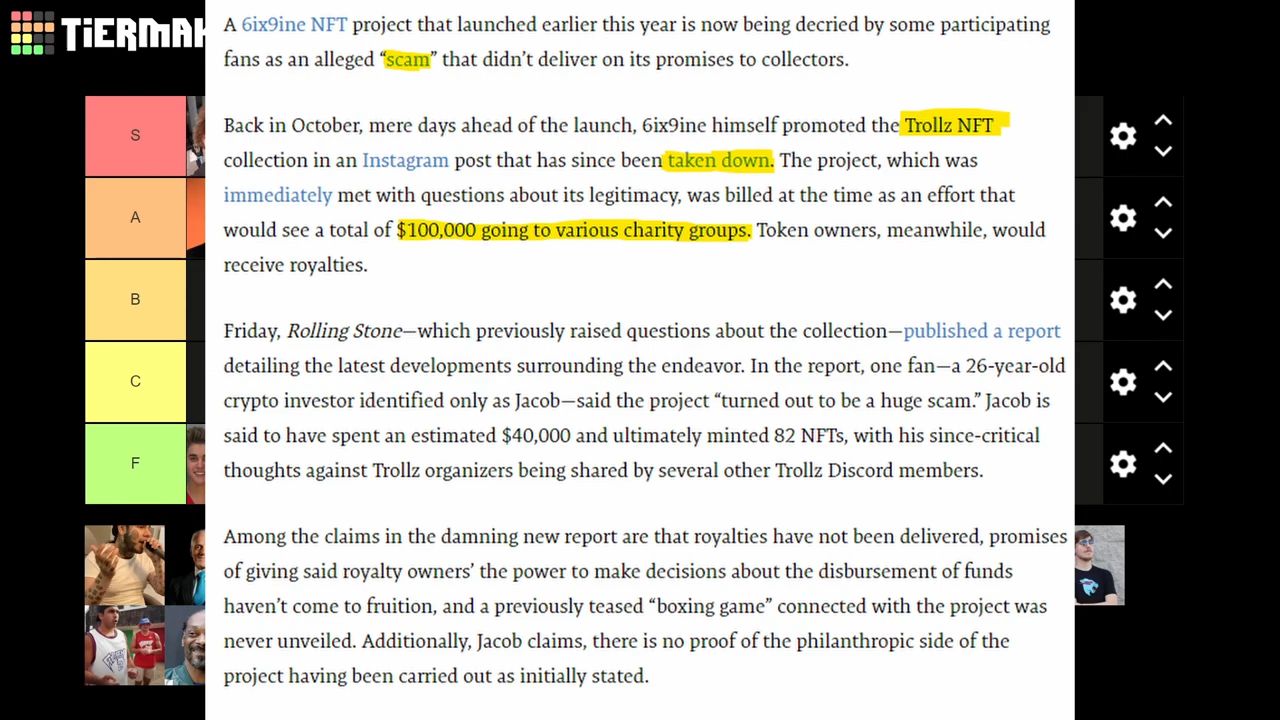 TiERMAK
A 6ix9ine NFT project that launched earlier this year is now being decried by some participating
fans as an alleged “scam” that didn’t deliver on its promises to collectors.
Back in October, mere days ahead of the launch, 6ix9ine himself promoted the Trollz NFT
collection in an Instagram post that has since been taken down. The project, which was
immediately met with questions about its legitimacy, was billed at the time as an effort that
would see a total of $100,000 going to various charity groups. Token owners, meanwhile, would
receive royalties.
Friday, Rolling Stone—which previously raised questions about the collection—published a report
detailing the latest developments surrounding the endeavor. In the report, one fan—a 26-year-old
crypto investor identified only as Jacob—said the project “turned out to be a huge scam.” Jacob is
said to have spent an estimated $40,000 and ultimately minted 82 NFTs, with his since-critical
thoughts against Trollz organizers being shared by several other Trollz Discord members.
Among the claims in the damning new report are that royalties have not been delivered, promises
of giving said royalty owners’ the power to make decisions about the disbursement of funds
haven’t come to fruition, and a previously teased “boxing game” connected with the project was
never unveiled. Additionally, Jacob claims, there is no proof of the philanthropic side of the
project having been carried out as initially stated.
S
A
B
C
F